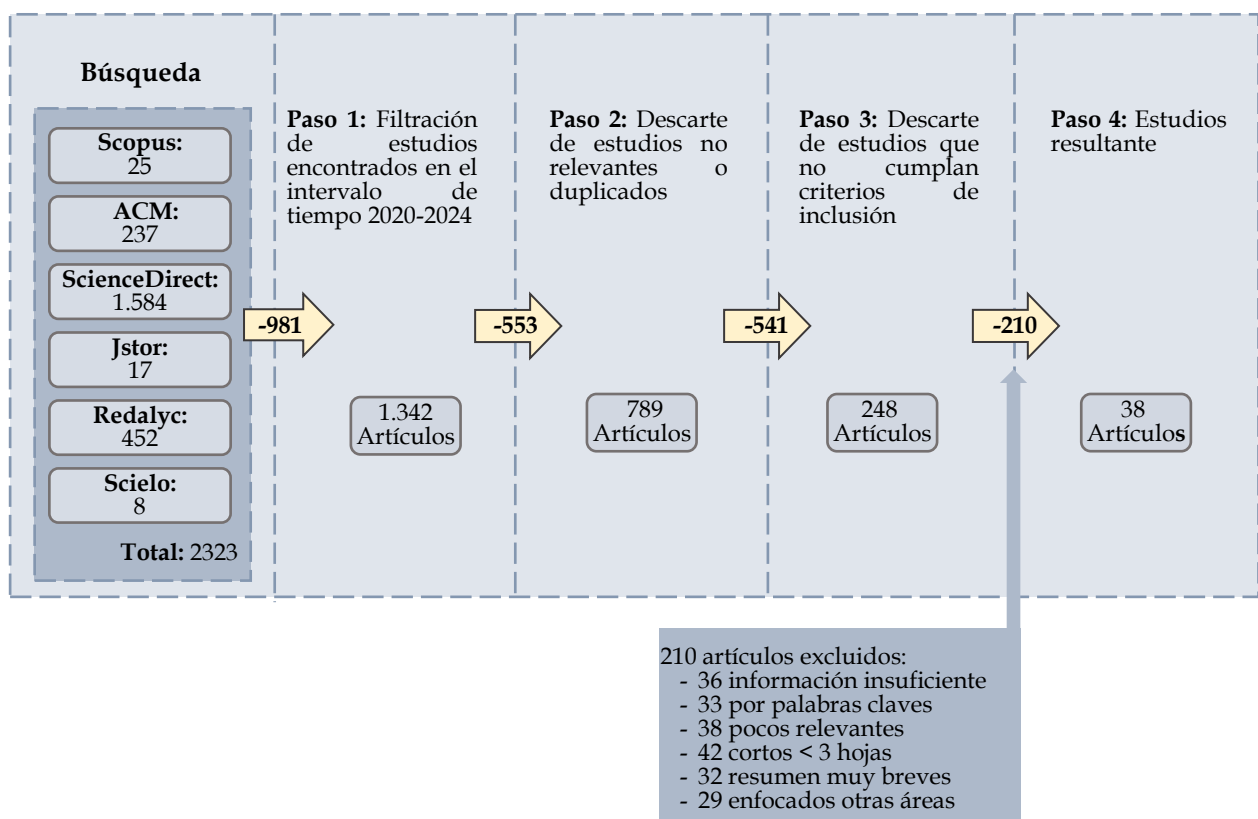 Búsqueda
Scopus:
25
ACM:
237
ScienceDirect:
1.584
Jstor:
17
Redalyc:
452
Scielo:
8
Total: 2323
-981
Paso 1: Filtración
de estudios
encontrados en el
intervalo de
tiempo 2020-2024
1.342
Artículos
-553
Paso 2: Descarte
de estudios no
relevantes o
duplicados
789
Artículos
-541
Paso 3: Descarte
de estudios que
no cumplan
criterios de
inclusión
248
Artículos
-210
Paso 4: Estudios
resultante
38
Artículos
210 artículos excluidos:
- 36 información insuficiente
- 33 por palabras claves
- 38 pocos relevantes
- 42 cortos < 3 hojas
- 32 resumen muy breves
- 29 enfocados otras áreas